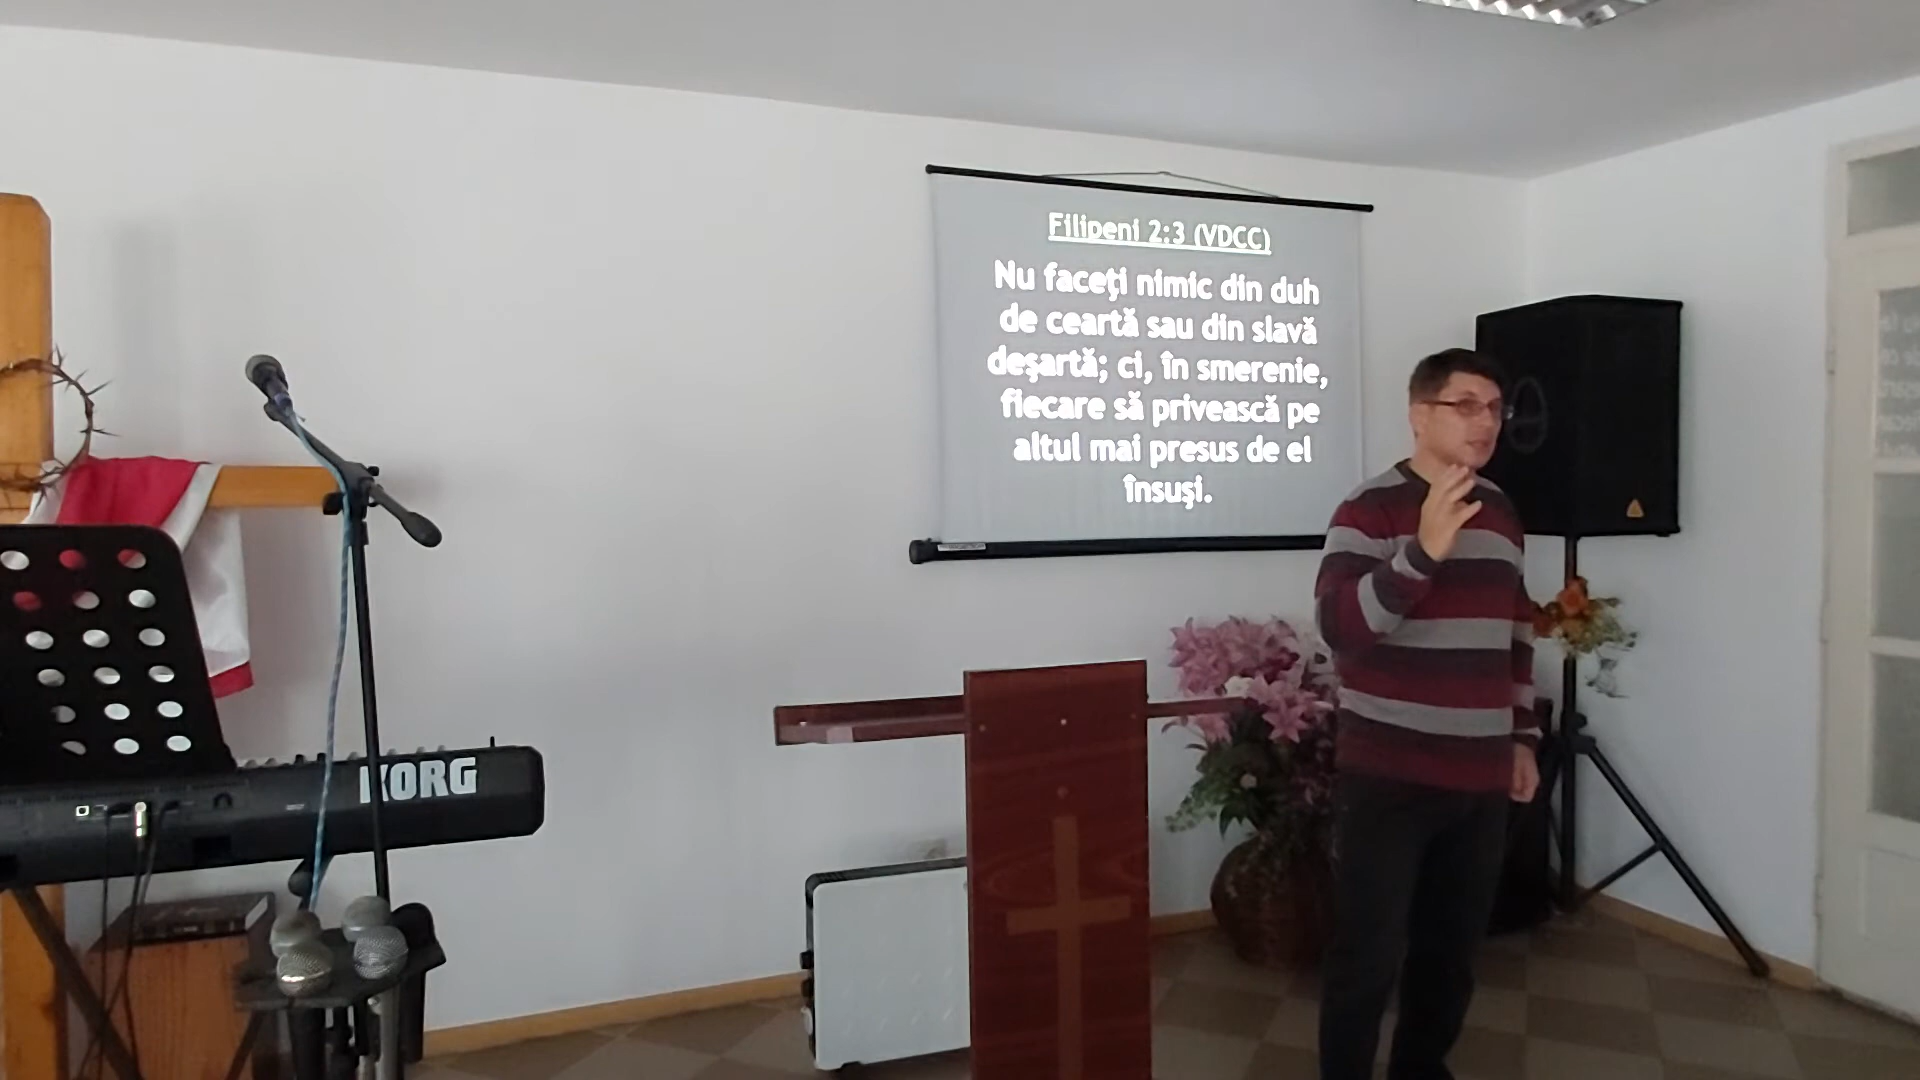 Filipeni 2:3 (VDCC)
Nu faceţi nimic din duh
de ceartă sau din slavă
deşartă; ci, în smerenie,
fiecare să privească pe
altul mai presus de el
însuşi.
KORG